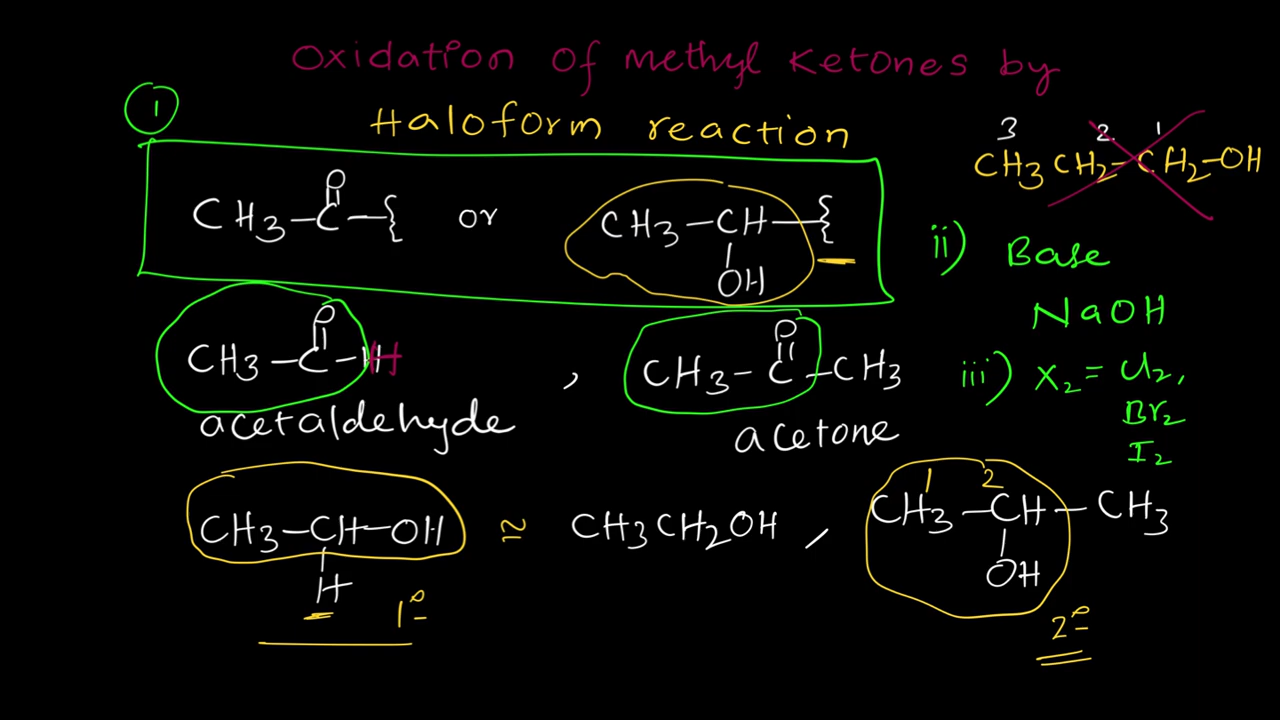 Oxidation of Methyl Ketones by
1
Haloform reaction
3 2 1
CH3CH2-CH2-OH
O
CH3-C-{ or CH3-CH-{
OH
ii) Base
NaOH
O
CH3-C-H
acetaldehyde
, O
CH3-C-CH3
acetone
iii) X2 = Cl2,
Br2
I2
CH3-CH-OH ≅ CH3CH2OH ,
H
1º
1 2
CH3-CH-CH3
OH
2º